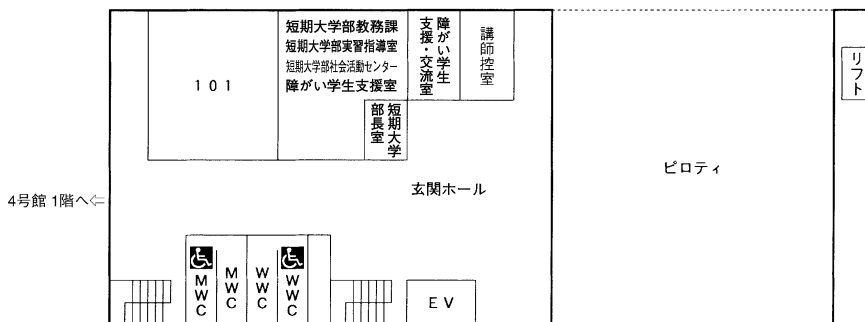 短期大学部教務課
短期大学部実習指導室
短期大学部社会活動センター
障がい学生支援室
101
障がい学生
支援・交流室
講師控室
リフト
短期大学
部長室
ピロティ
玄関ホール
4号館 1階へ⇦
MWC
MWC
WWC
WWC
EV